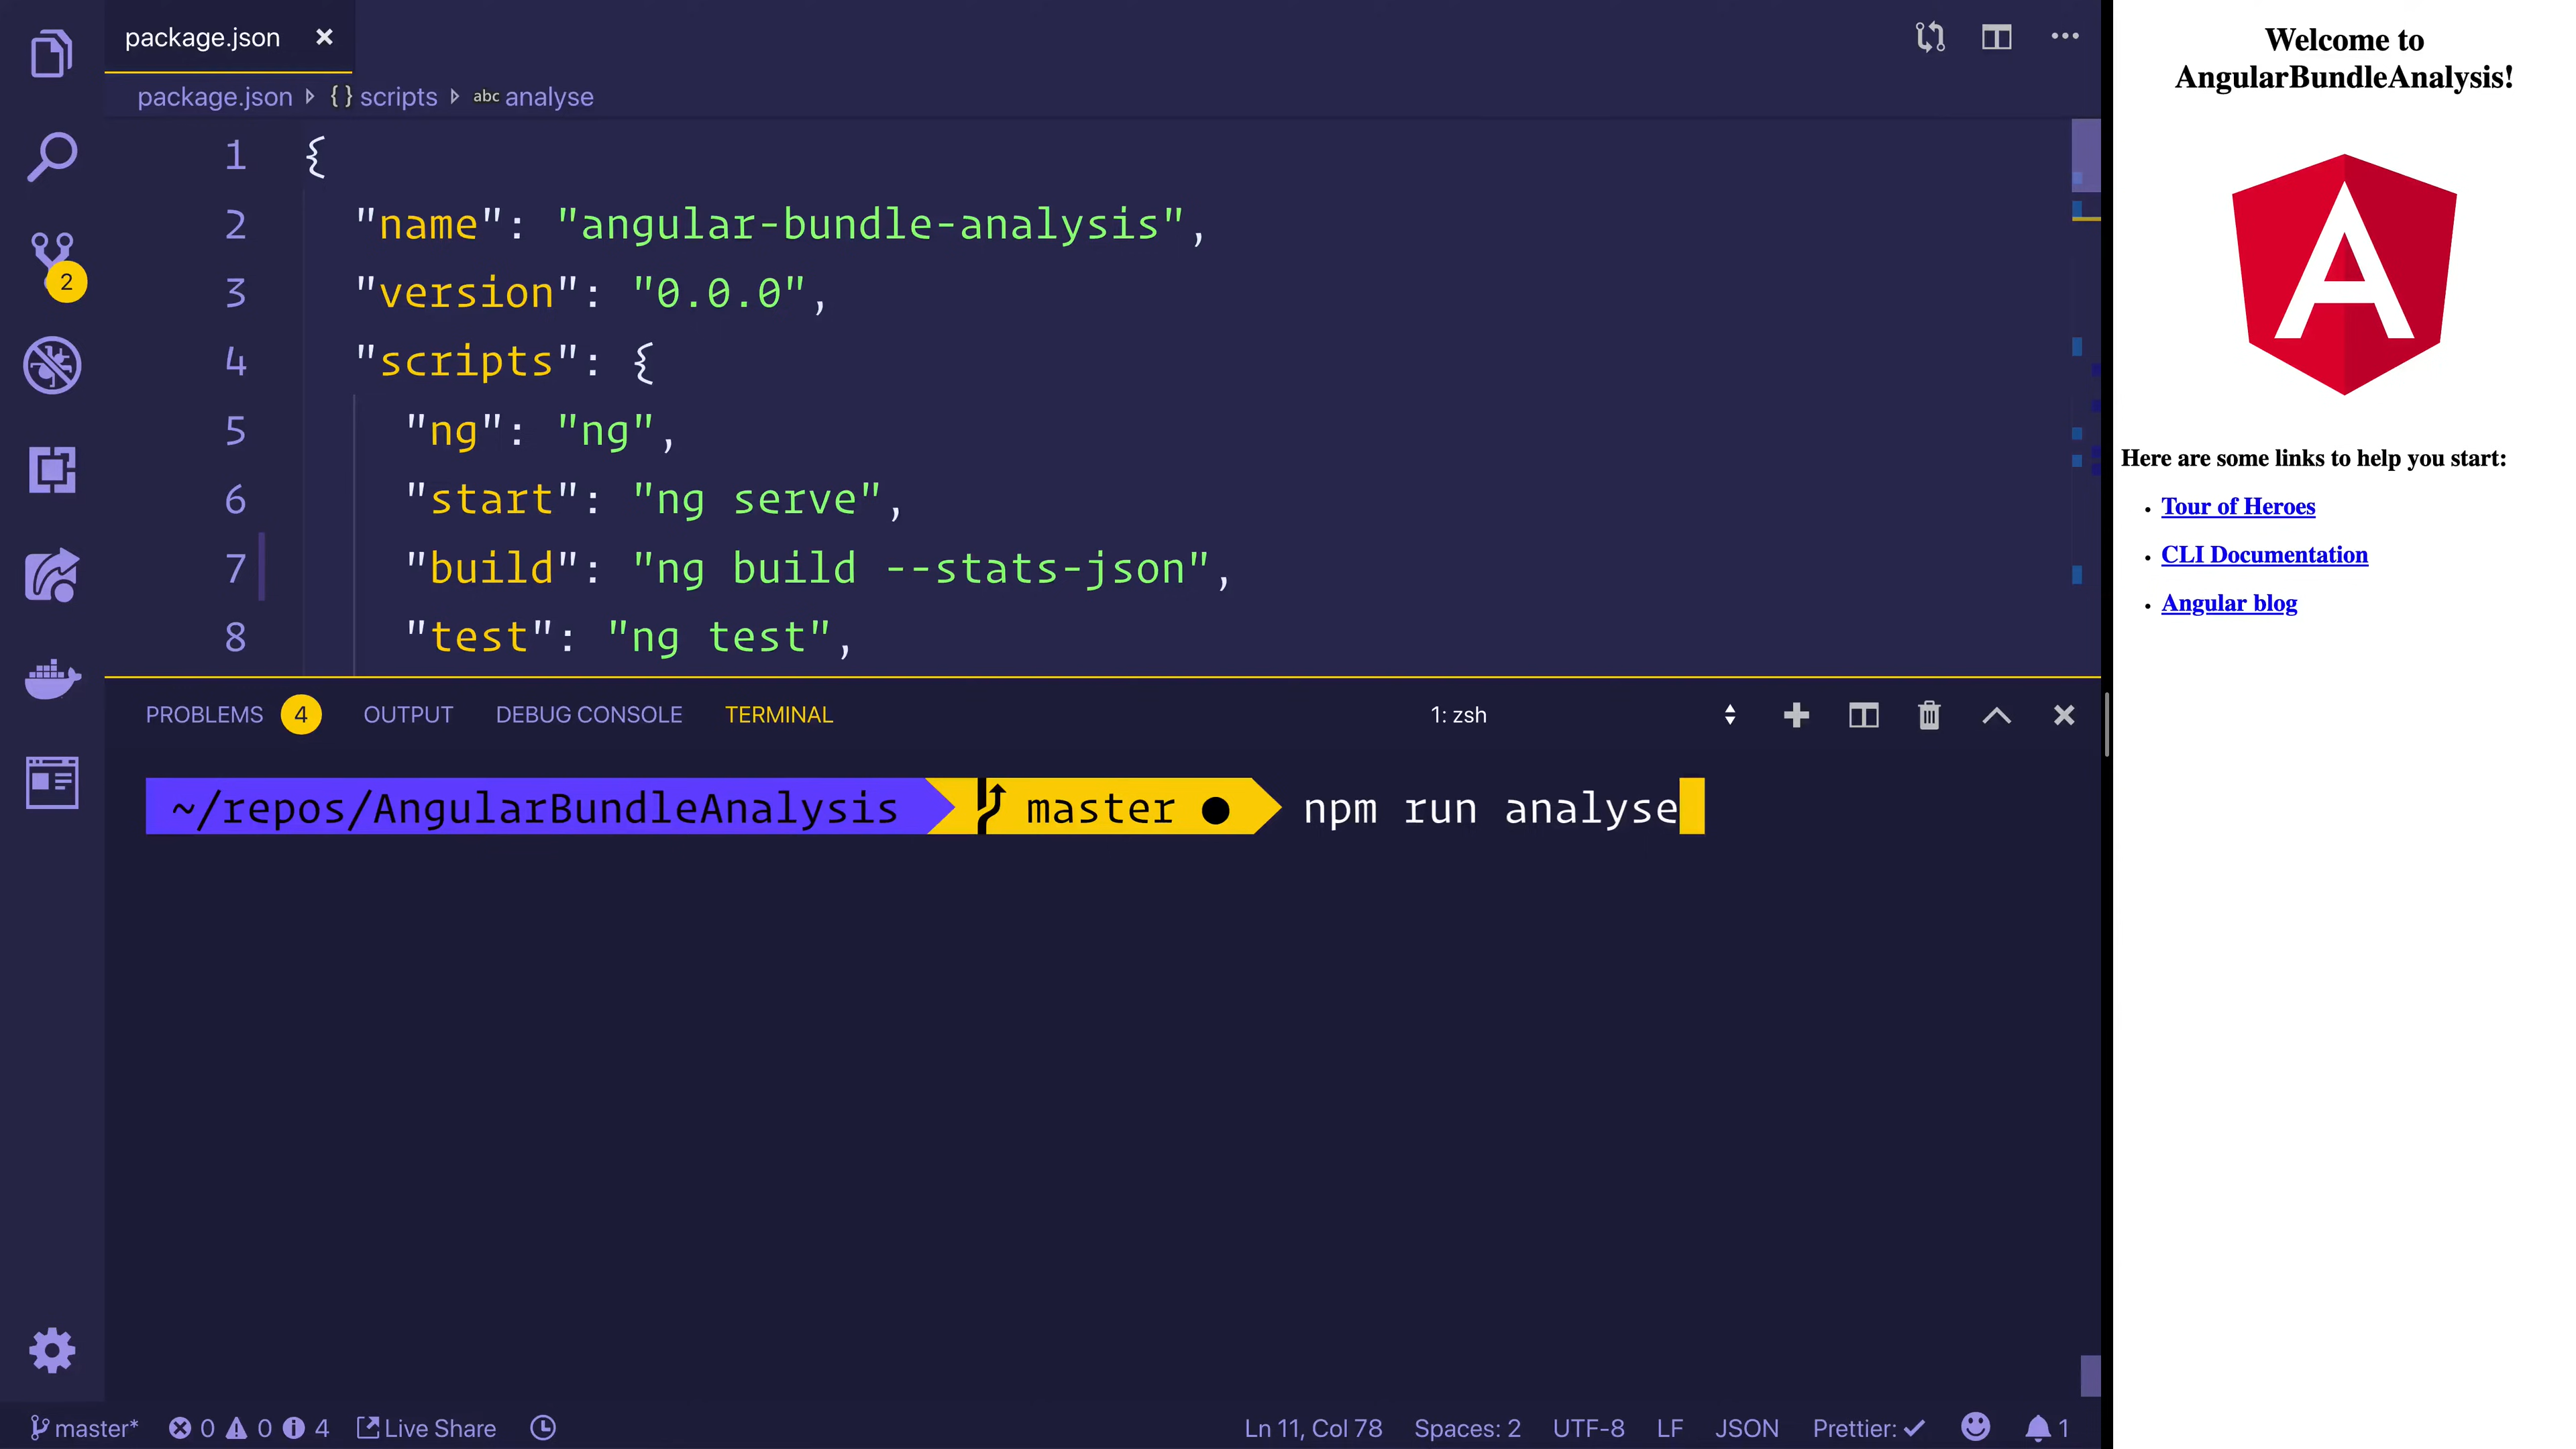 package.json
package.json scripts abc analyse
1 {
2 "name": "angular-bundle-analysis",
3 "version": "0.0.0",
4 "scripts": {
5 "ng": "ng",
6 "start": "ng serve",
7 "build": "ng build --stats-json",
8 "test": "ng test",
2
PROBLEMS 4 OUTPUT DEBUG CONSOLE TERMINAL 1: zsh
~/repos/AngularBundleAnalysis master ● npm run analyse
master* 0 0 4 Live Share Ln 11, Col 78 Spaces: 2 UTF-8 LF JSON Prettier: ✓ 1
Welcome to
AngularBundleAnalysis!
A
Here are some links to help you start:
• Tour of Heroes
• CLI Documentation
• Angular blog